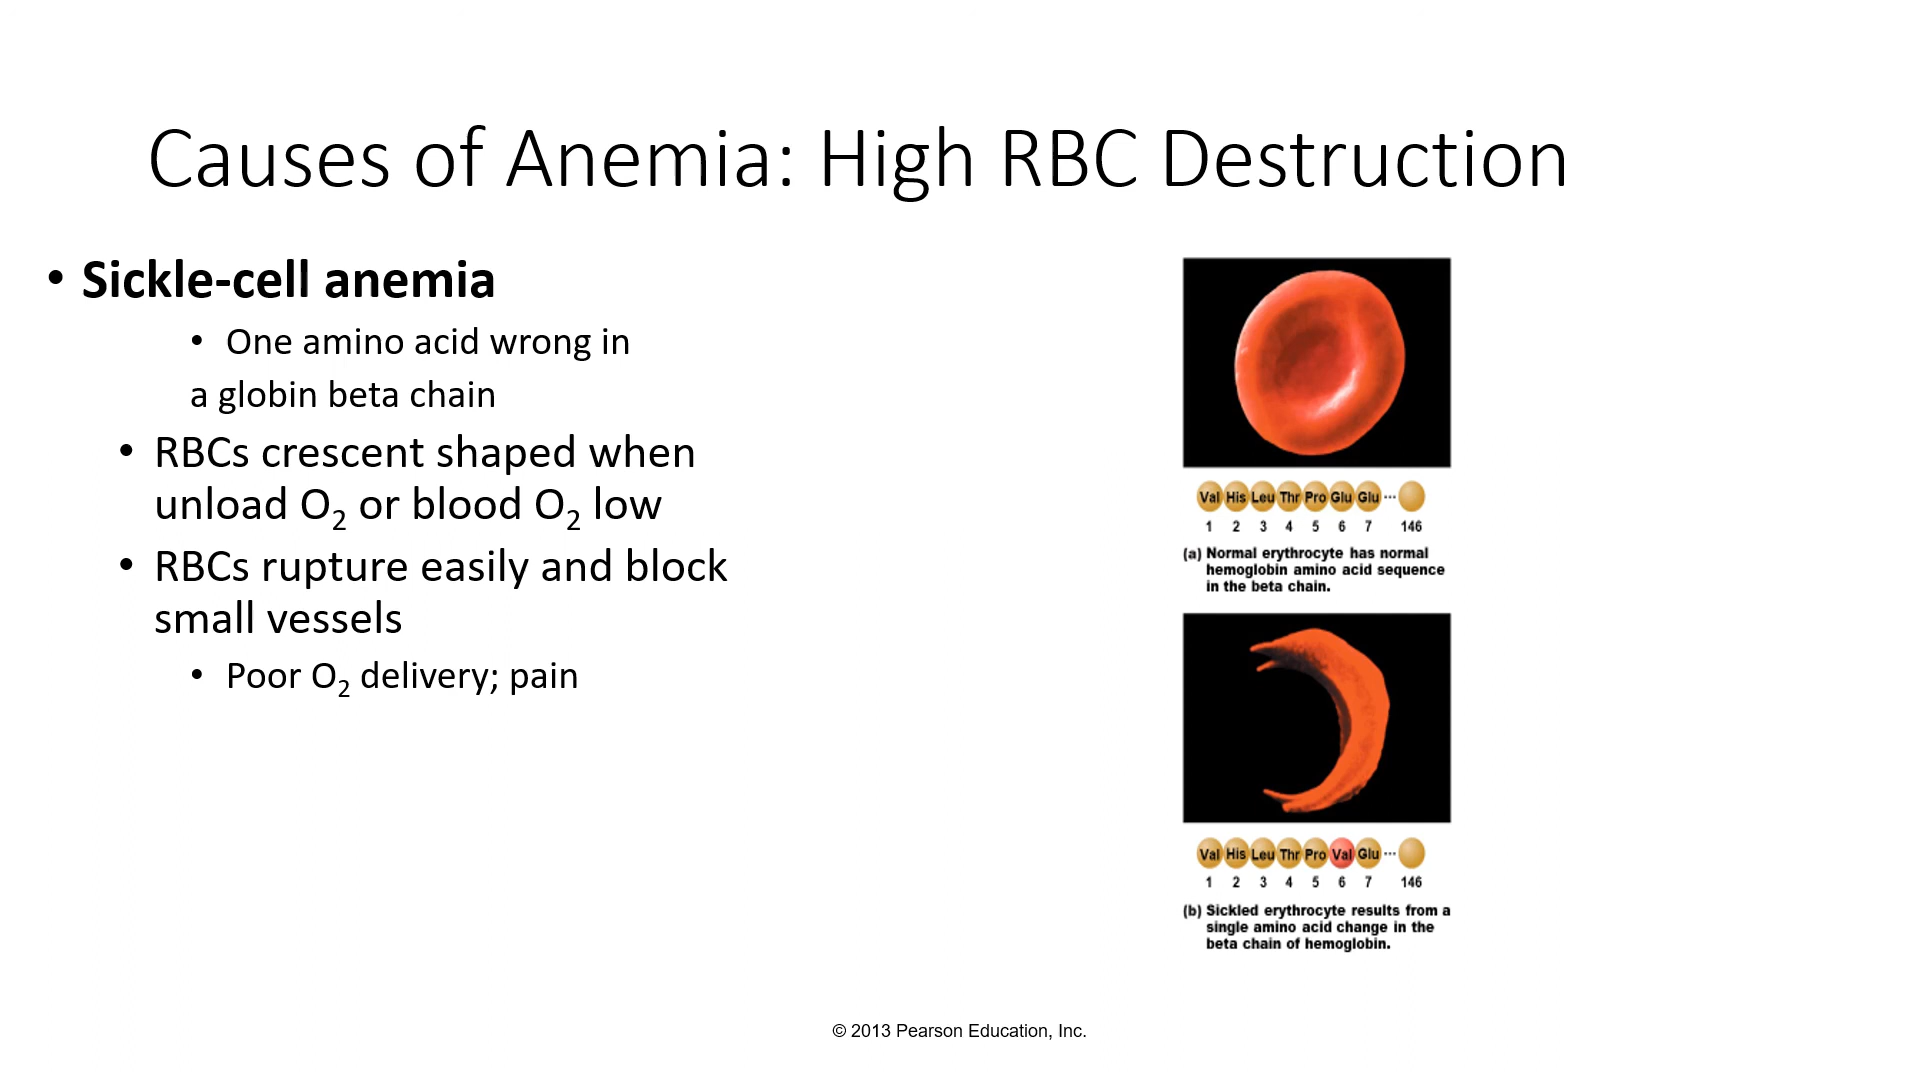 Causes of Anemia: High RBC Destruction
• Sickle-cell anemia
• One amino acid wrong in
a globin beta chain
• RBCs crescent shaped when
unload O₂ or blood O₂ low
• RBCs rupture easily and block
small vessels
• Poor O₂ delivery; pain
Val His Leu Thr Pro Glu Glu ···
1 2 3 4 5 6 7 146
(a) Normal erythrocyte has normal
hemoglobin amino acid sequence
in the beta chain.
Val His Leu Thr Pro Val Glu ···
1 2 3 4 5 6 7 146
(b) Sickled erythrocyte results from a
single amino acid change in the
beta chain of hemoglobin.
© 2013 Pearson Education, Inc.